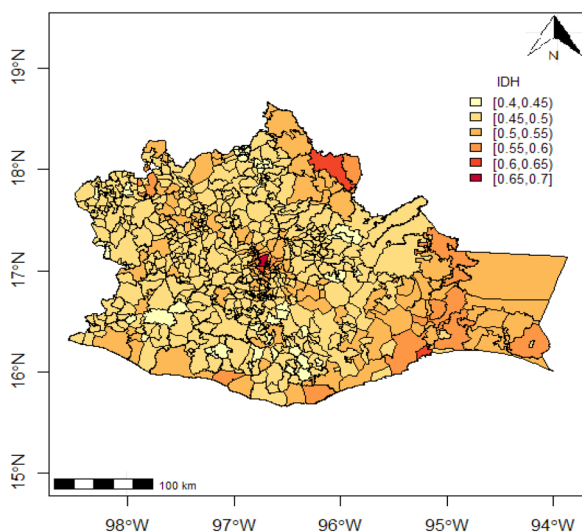 N
IDH
[0.4,0.45)
[0.45,0.5)
[0.5,0.55)
[0.55,0.6)
[0.6,0.65)
[0.65,0.7]
19°N
18°N
17°N
16°N
15°N
100 km
98°W 97°W 96°W 95°W 94°W